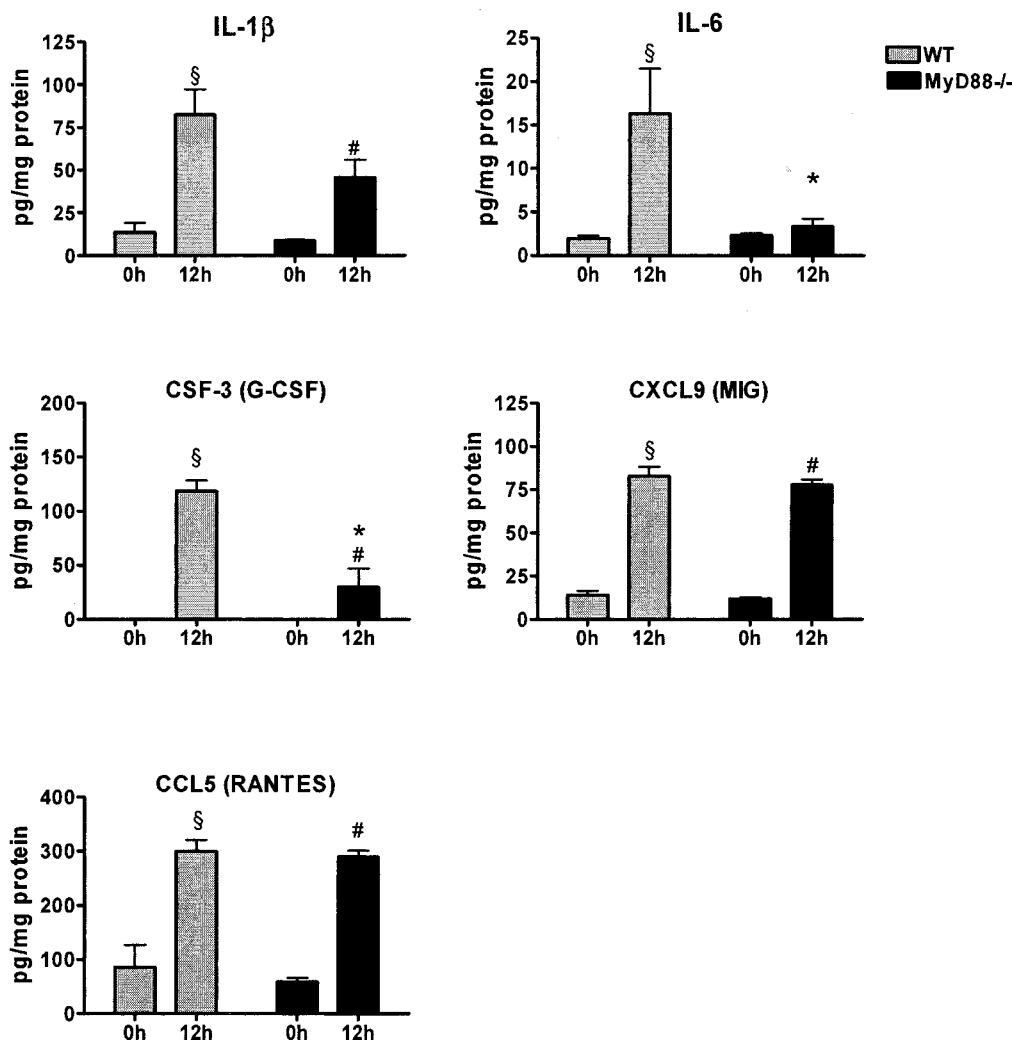 IL-1β
pg/mg protein
125
100
75
50
25
0
§
#
0h 12h 0h 12h
IL-6
pg/mg protein
25
20
15
10
5
0
§
*
0h 12h 0h 12h
WT
MyD88-/-
CSF-3 (G-CSF)
pg/mg protein
200
150
100
50
0
§
*
#
0h 12h 0h 12h
CXCL9 (MIG)
pg/mg protein
125
100
75
50
25
0
§
#
0h 12h 0h 12h
CCL5 (RANTES)
pg/mg protein
400
300
200
100
0
§
#
0h 12h 0h 12h